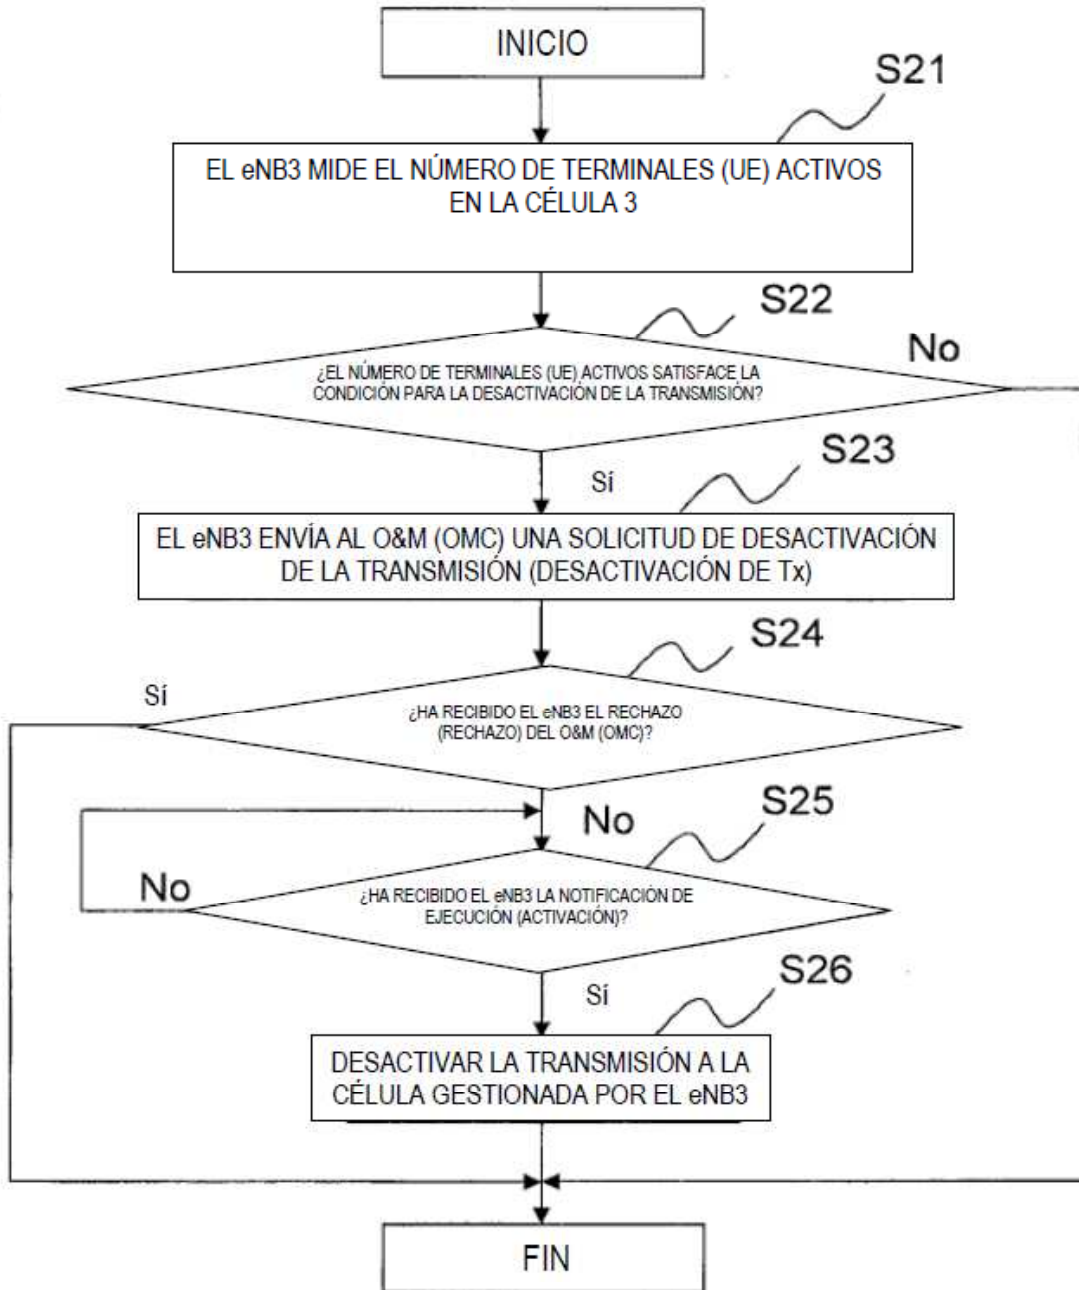 INICIO
S21
EL eNB3 MIDE EL NÚMERO DE TERMINALES (UE) ACTIVOS
EN LA CÉLULA 3
S22
No
¿EL NÚMERO DE TERMINALES (UE) ACTIVOS SATISFACE LA
CONDICIÓN PARA LA DESACTIVACIÓN DE LA TRANSMISIÓN?
S23
Sí
EL eNB3 ENVÍA AL O&M (OMC) UNA SOLICITUD DE DESACTIVACIÓN
DE LA TRANSMISIÓN (DESACTIVACIÓN DE Tx)
S24
Sí
¿HA RECIBIDO EL eNB3 EL RECHAZO
(RECHAZO) DEL O&M (OMC)?
S25
No
No
¿HA RECIBIDO EL eNB3 LA NOTIFICACIÓN DE
EJECUCIÓN (ACTIVACIÓN)?
S26
Sí
DESACTIVAR LA TRANSMISIÓN A LA
CÉLULA GESTIONADA POR EL eNB3
FIN